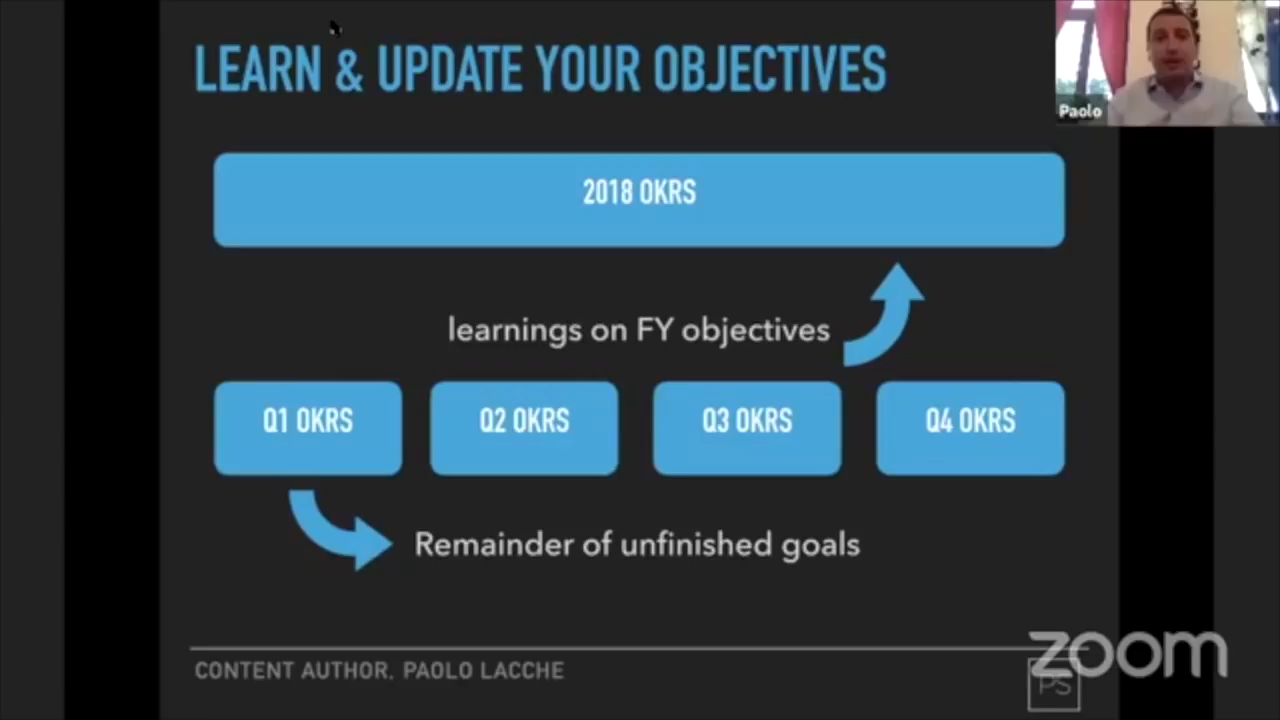 LEARN & UPDATE YOUR OBJECTIVES
Paolo
2018 OKRS
learnings on FY objectives
Q1 OKRS
Q2 OKRS
Q3 OKRS
Q4 OKRS
Remainder of unfinished goals
CONTENT AUTHOR, PAOLO LACCHE
zoom
PS